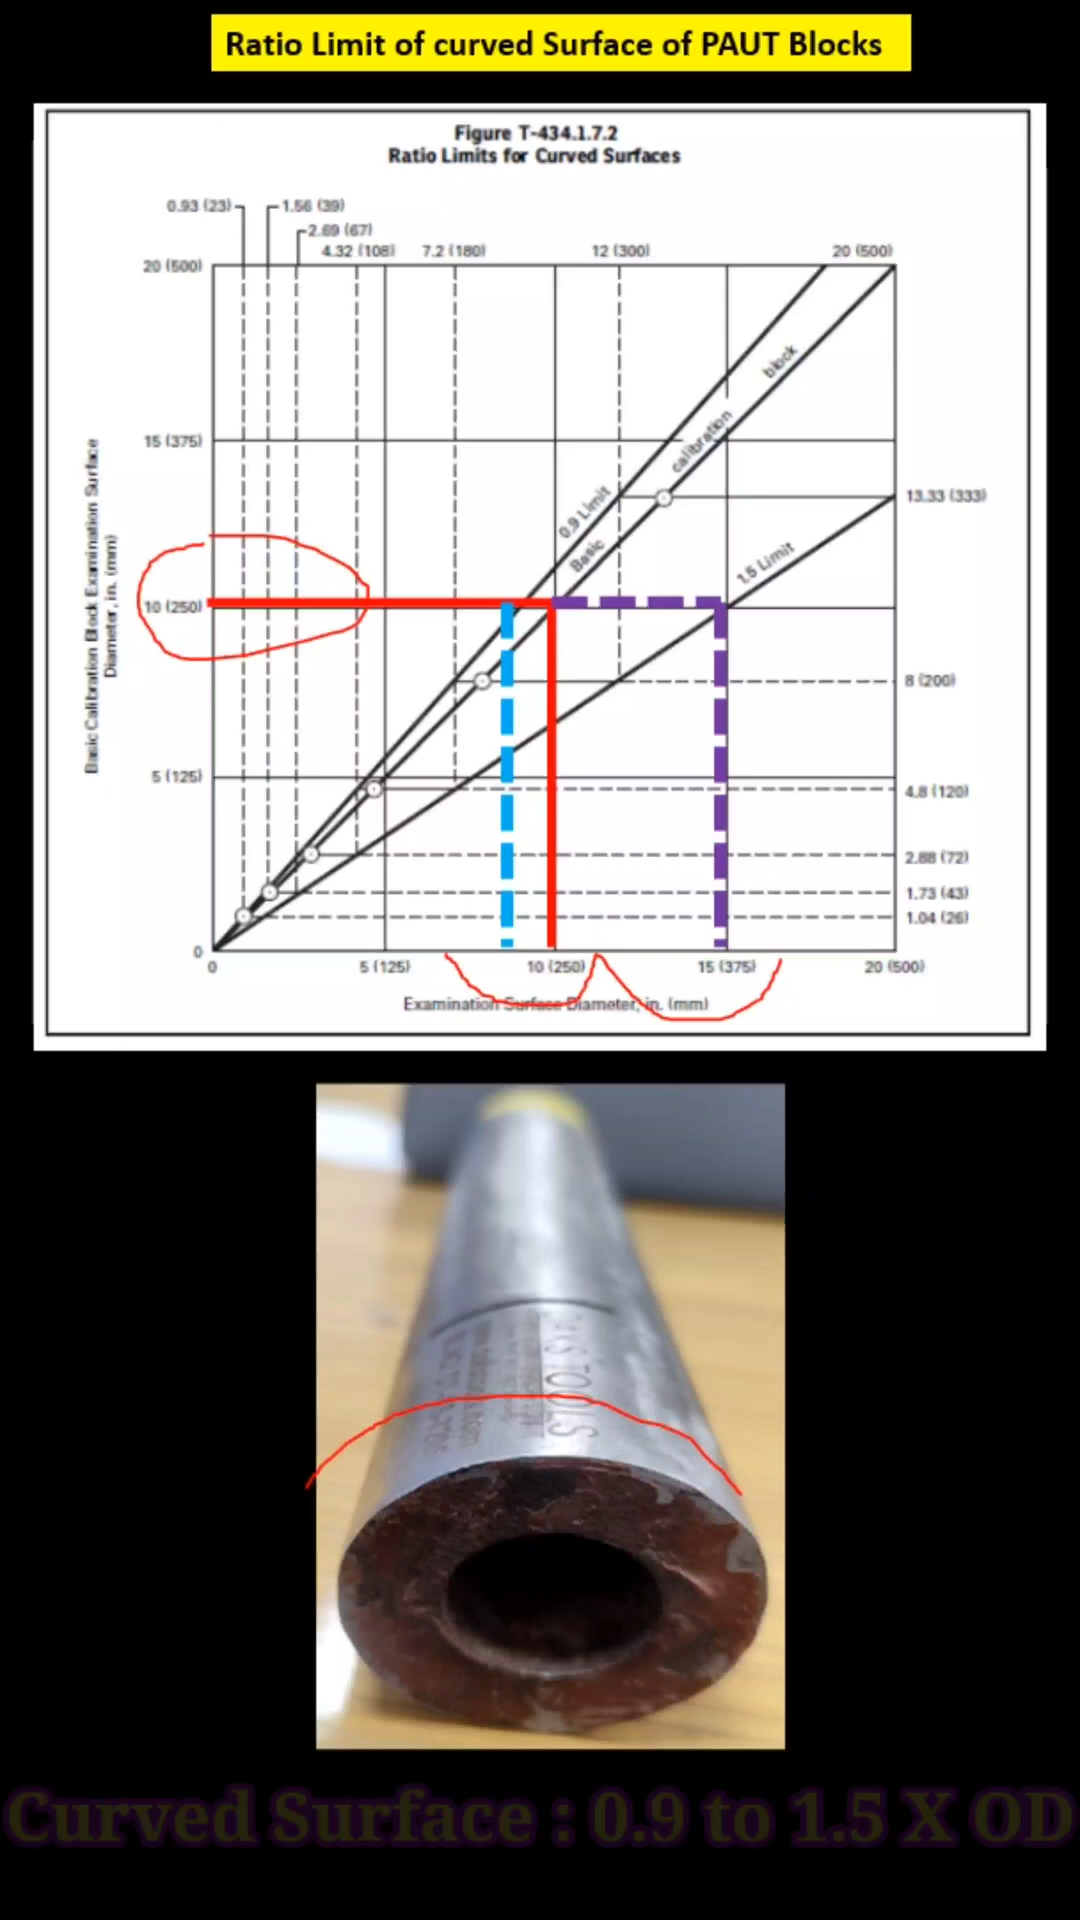 Ratio Limit of curved Surface of PAUT Blocks
Figure T-434.1.7.2
Ratio Limits for Curved Surfaces
0.93 (23)
1.56 (39)
2.69 (67)
4.32 (108)
7.2 (180)
12 (300)
20 (500)
20 (500)
block
calibration
15 (375)
0.9 Limit
13.33 (333)
Basic
1.5 Limit
Basic Calibration Block Examination Surface
Diameter, in. (mm)
10 (250)
8 (200)
5 (125)
4.8 (120)
2.88 (72)
1.73 (43)
1.04 (26)
0
0
5 (125)
10 (250)
15 (375)
20 (500)
Examination Surface Diameter, in. (mm)
TOOLS
Curved Surface : 0.9 to 1.5 X OD